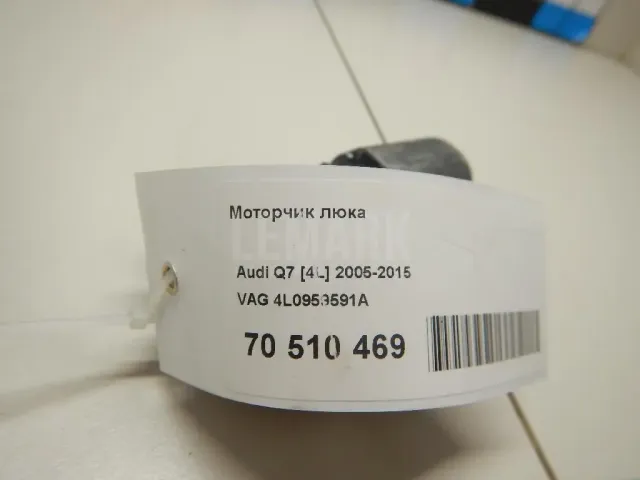 Моторчик люка
LEMARK
Audi Q7 [4L] 2005-2015
VAG 4L0959591A
70 510 469